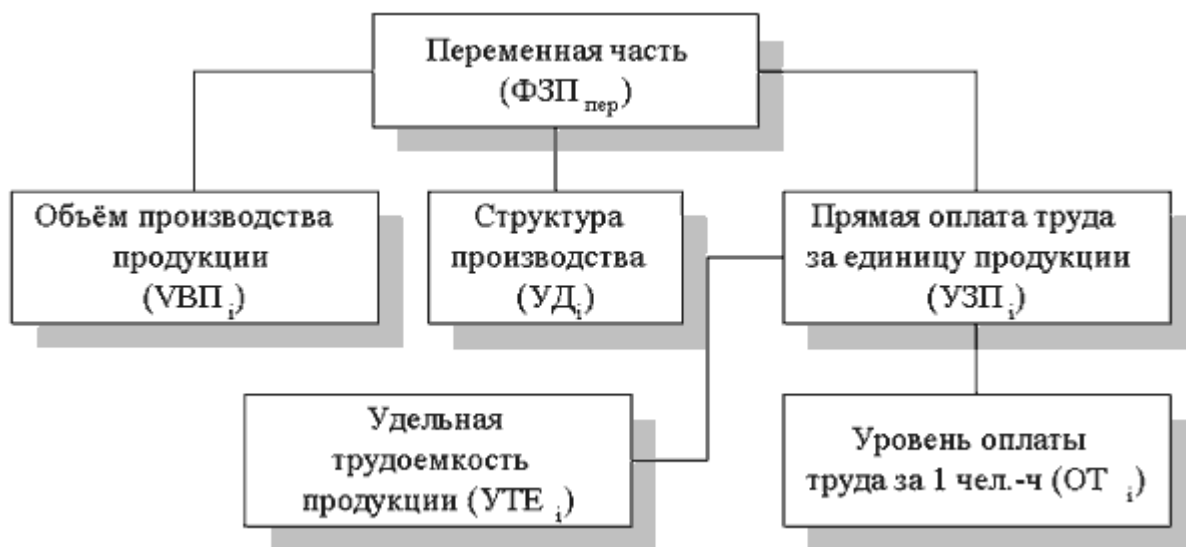 Переменная часть
(ФЗП пер)
Объём производства
продукции
(VВП i)
Структура
производства
(УД i)
Прямая оплата труда
за единицу продукции
(УЗП i)
Удельная
трудоемкость
продукции (УТЕ i)
Уровень оплаты
труда за 1 чел.-ч (ОТ i)